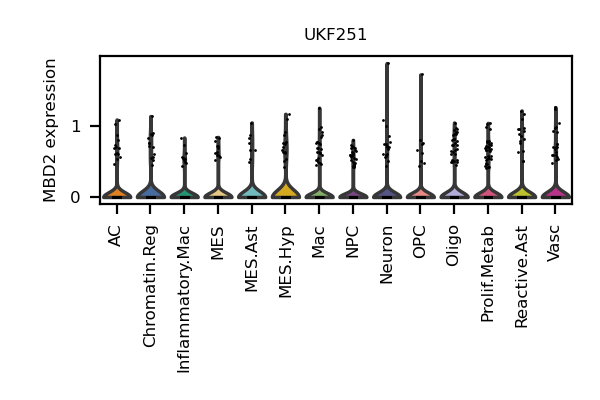 UKF251
MBD2 expression
1
0
AC
Chromatin.Reg
Inflammatory.Mac
MES
MES.Ast
MES.Hyp
Mac
NPC
Neuron
OPC
Oligo
Prolif.Metab
Reactive.Ast
Vasc